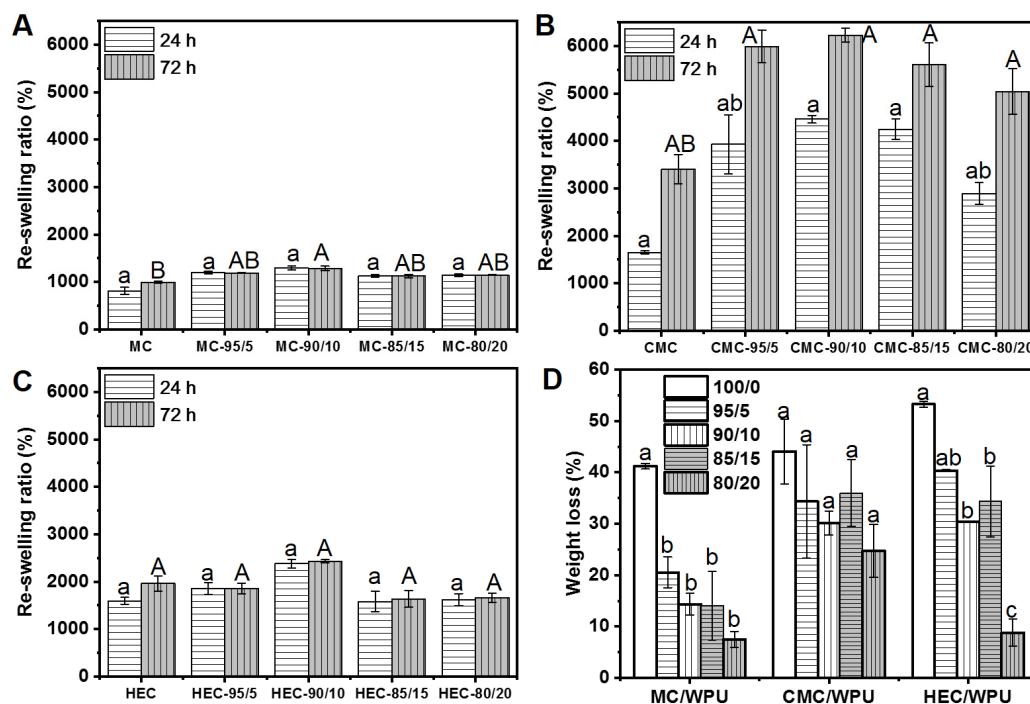 A
Re-swelling ratio (%)
6000
5000
4000
3000
2000
1000
0
24 h
72 h
a B a AB a A a AB a AB
MC MC-95/5 MC-90/10 MC-85/15 MC-80/20
B
Re-swelling ratio (%)
6000
5000
4000
3000
2000
1000
0
24 h
72 h
a AB ab A a A a A ab A
CMC CMC-95/5 CMC-90/10 CMC-85/15 CMC-80/20
C
Re-swelling ratio (%)
6000
5000
4000
3000
2000
1000
0
24 h
72 h
a A a A a A a A a A
HEC HEC-95/5 HEC-90/10 HEC-85/15 HEC-80/20
D
Weight loss (%)
60
50
40
30
20
10
0
100/0
95/5
90/10
85/15
80/20
a b b b b a a a a a a ab b b c
MC/WPU CMC/WPU HEC/WPU